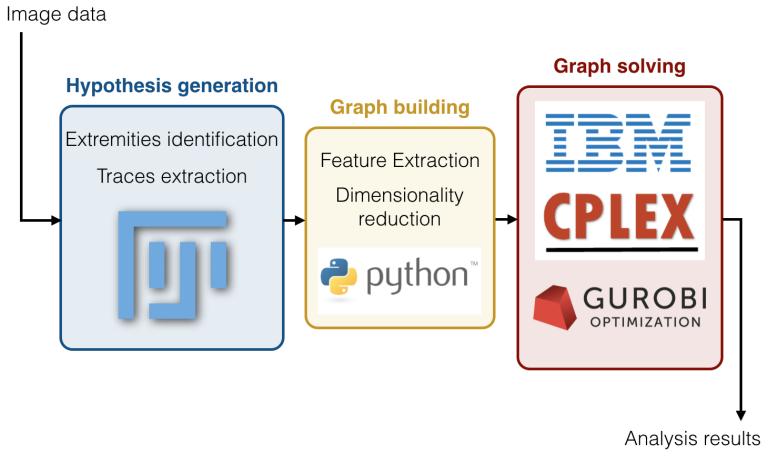 Image data
Hypothesis generation
Extremities identification
Traces extraction
Graph building
Feature Extraction
Dimensionality
reduction
python™
Graph solving
IBM
CPLEX
GUROBI
OPTIMIZATION
Analysis results